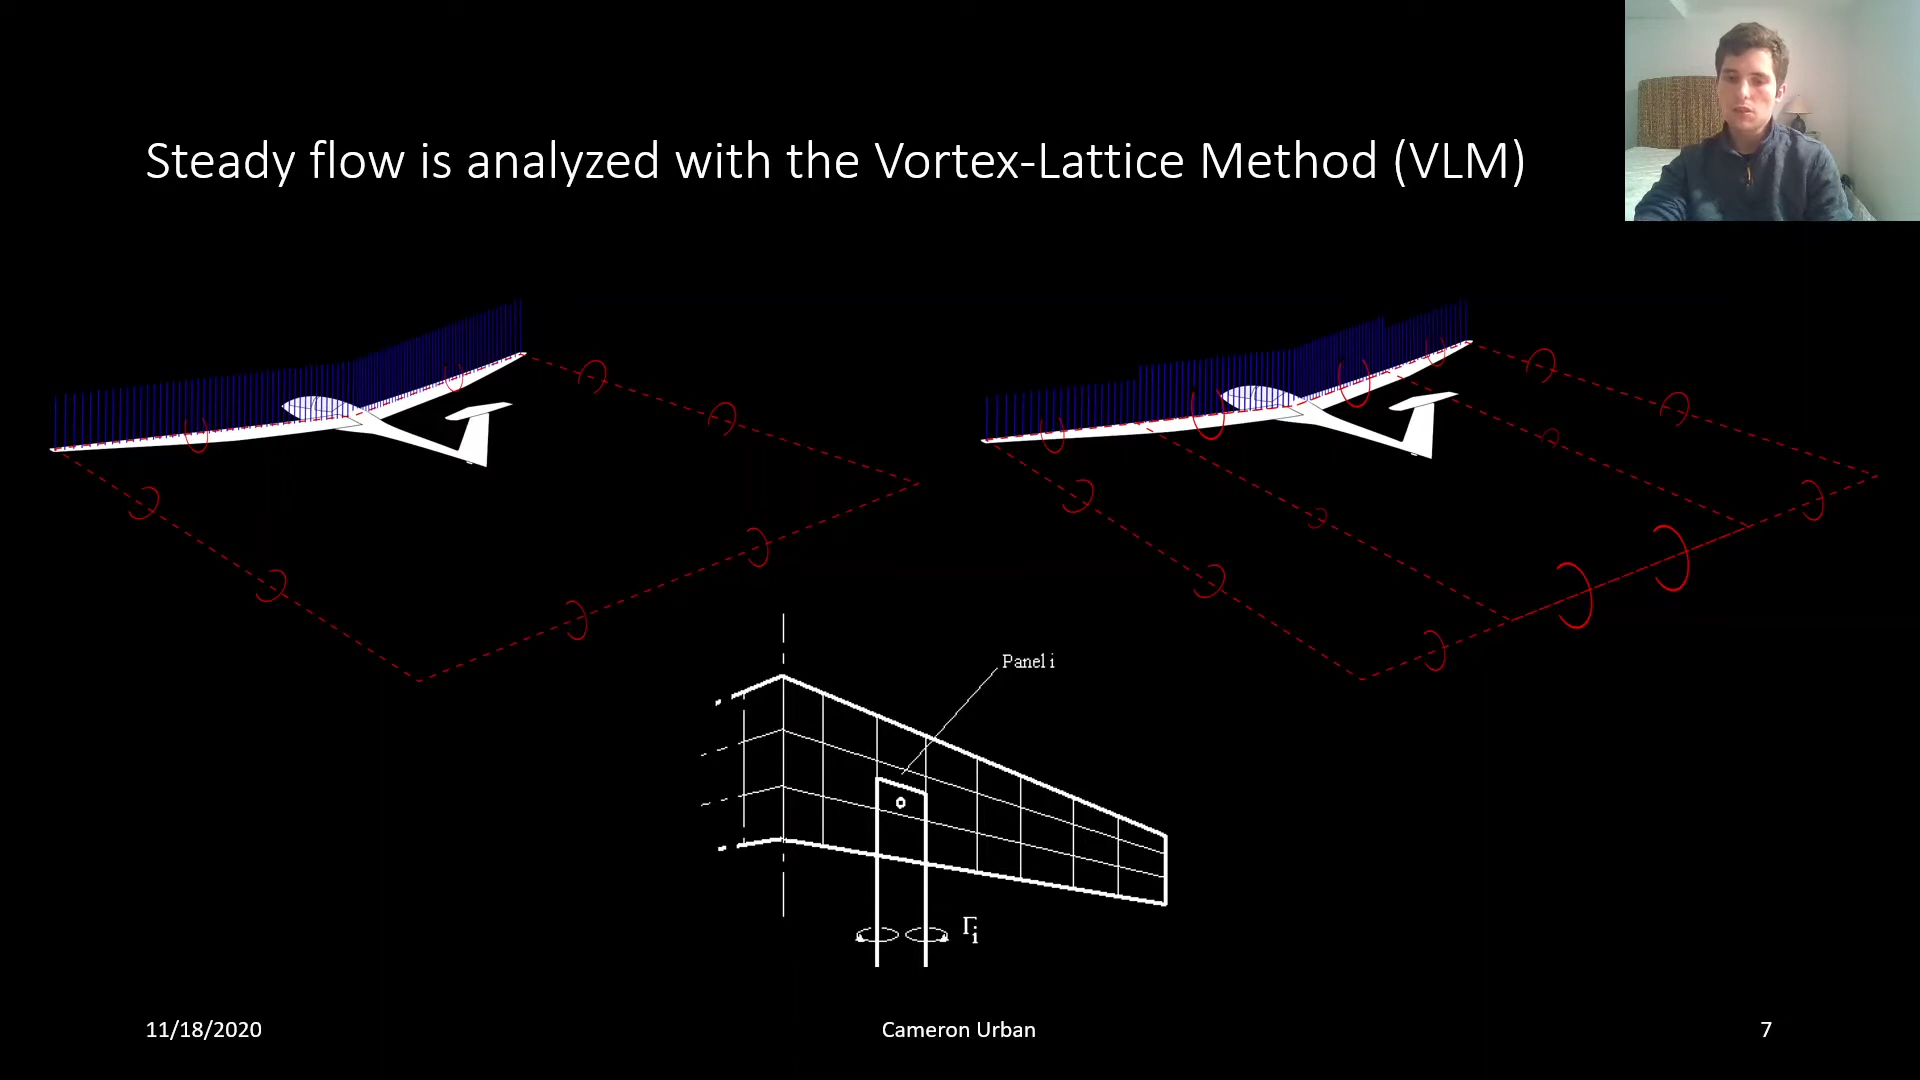 Steady flow is analyzed with the Vortex-Lattice Method (VLM)
Panel i
Γi
11/18/2020
Cameron Urban
7